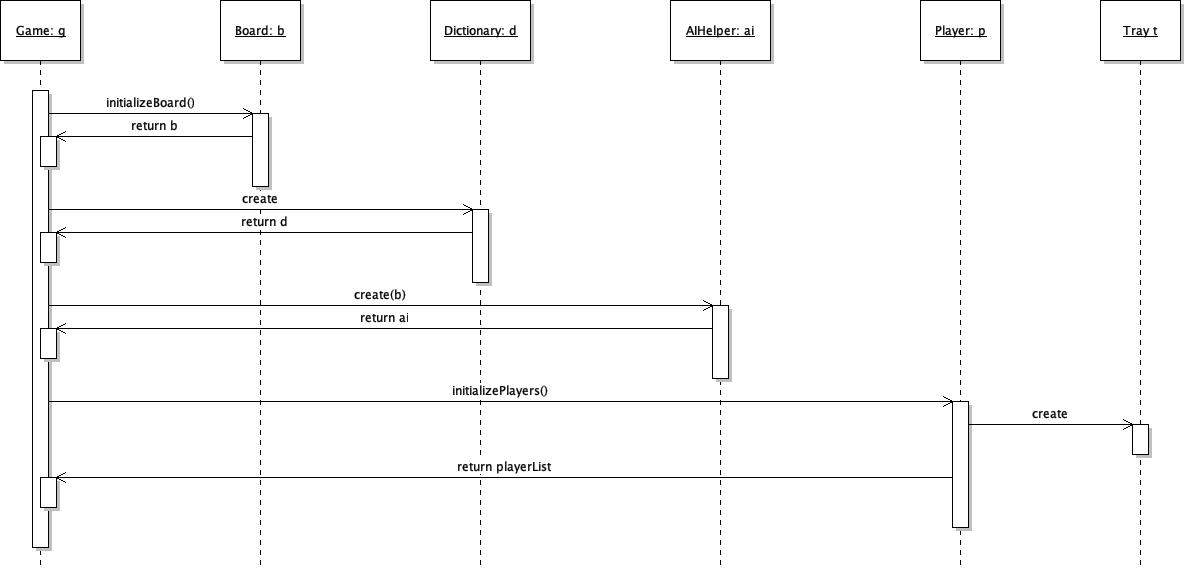 Game: g
Board: b
Dictionary: d
AIHelper: ai
Player: p
Tray t
initializeBoard()
return b
create
return d
create(b)
return ai
initializePlayers()
create
return playerList